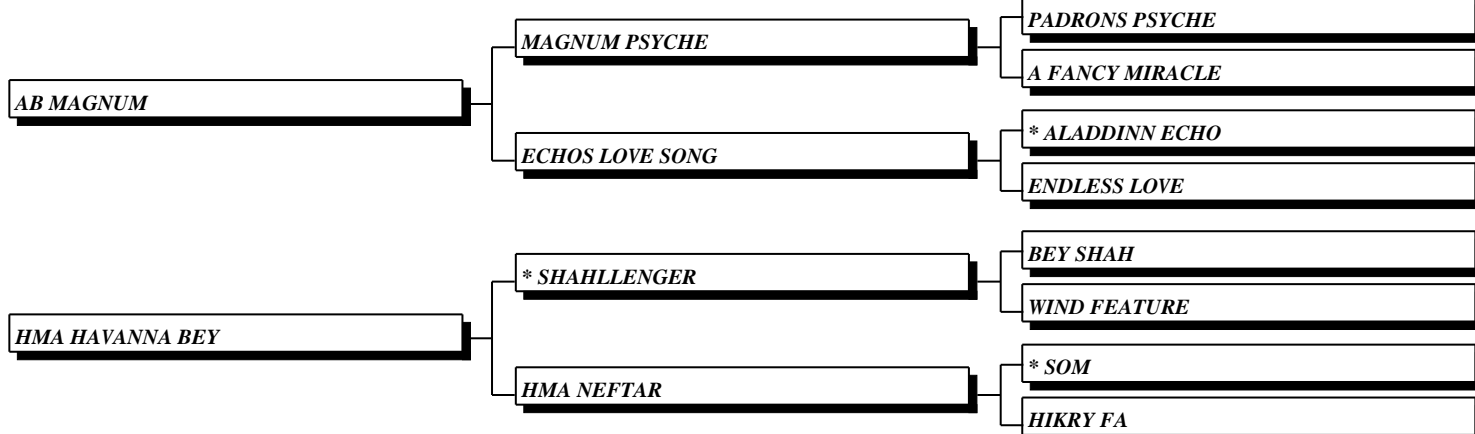 PADRONS PSYCHE
MAGNUM PSYCHE
A FANCY MIRACLE
AB MAGNUM
* ALADDINN ECHO
ECHOS LOVE SONG
ENDLESS LOVE
BEY SHAH
* SHAHLLENGER
WIND FEATURE
HMA HAVANNA BEY
* SOM
HMA NEFTAR
HIKRY FA